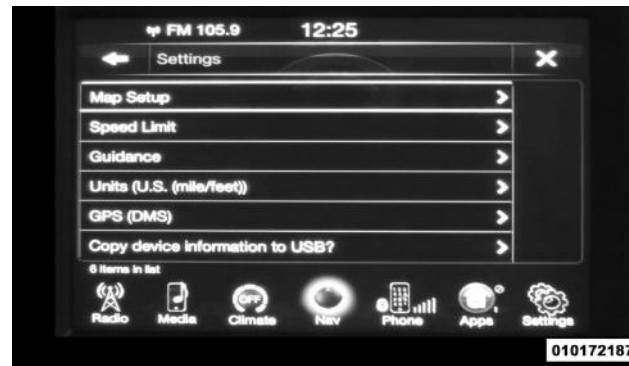 FM 105.9 12:25
Settings
Map Setup
Speed Limit
Guidance
Units (U.S. (mile/feet))
GPS (DMS)
Copy device information to USB?
6 items in list
OFF
Radio Media Climate Nav Phone Apps Settings
010172187